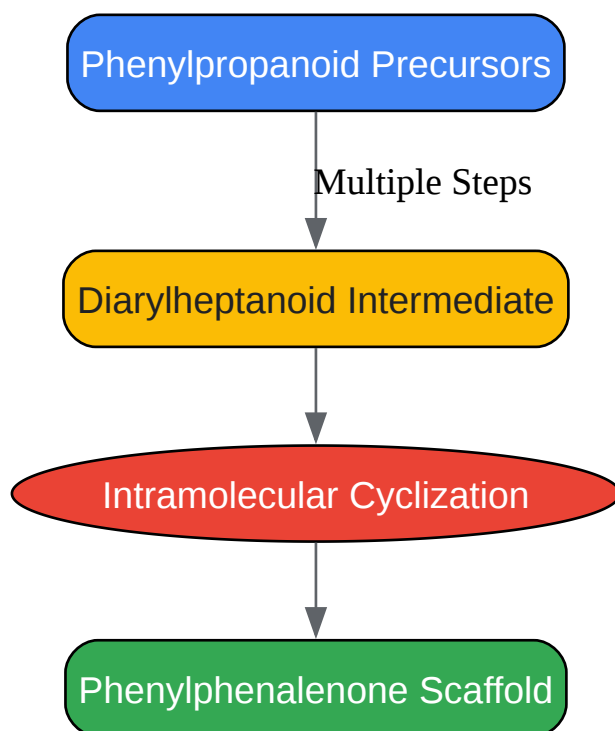 Phenylpropanoid Precursors
Multiple Steps
Diarylheptanoid Intermediate
Intramolecular Cyclization
Phenylphenalenone Scaffold